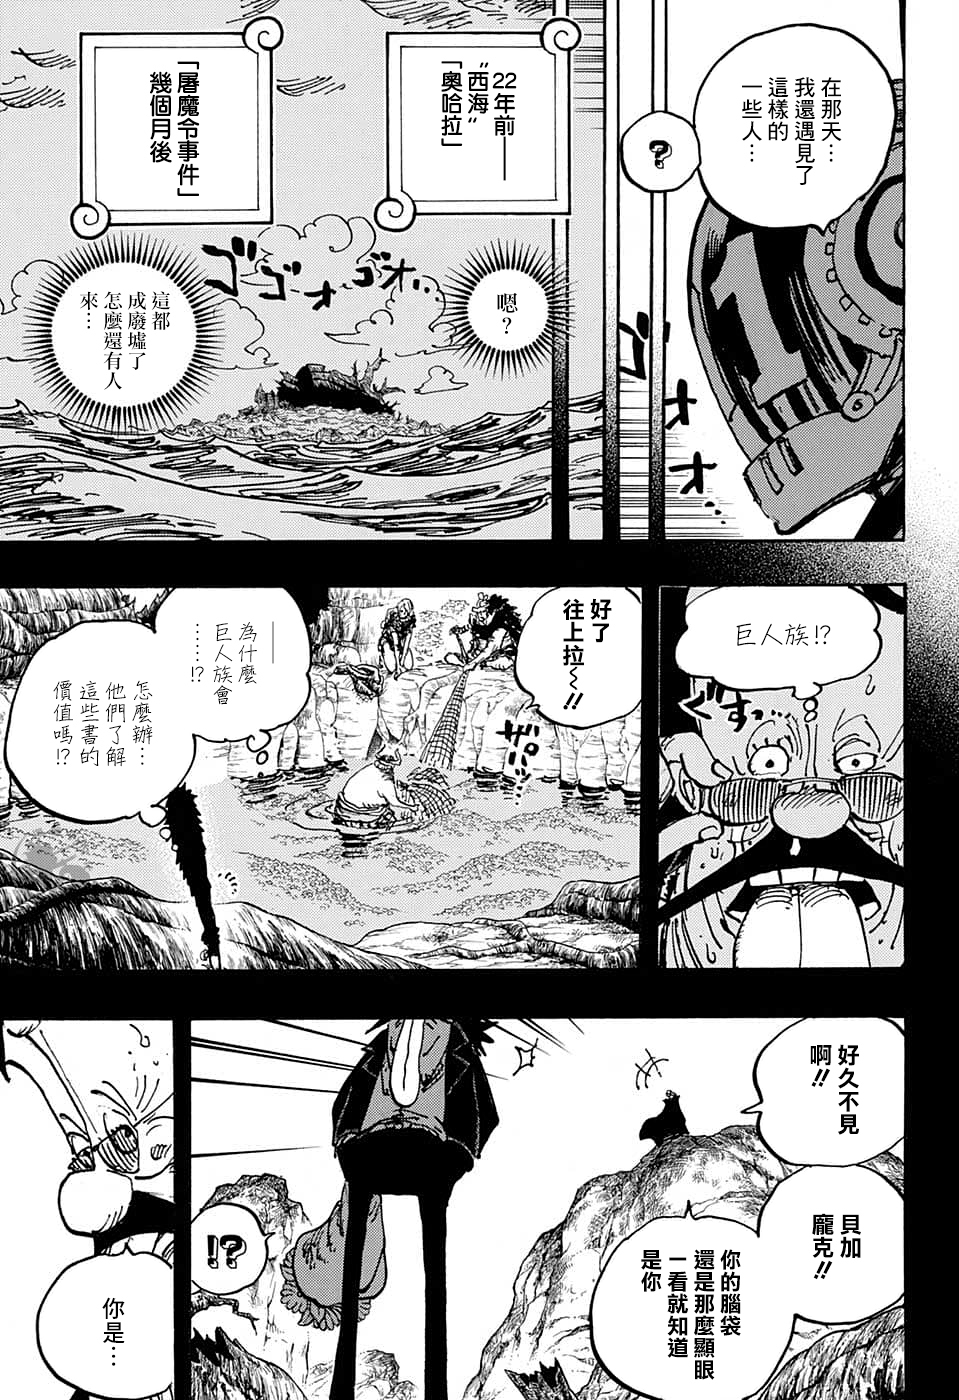 在那天…
我還遇見了
這樣的
一些人…
?
オオオ
22年前——
“西海”
「奧哈拉」
「屠魔令事件」
幾個月後
ゴゴゴゴオオ
嗯?
這都
成廢墟了
怎麼還有人
來…
巨人族!?
ぐすっ…
好了
往上拉～!!
ザバッ
——
為什麼
巨人族會
……!?
怎麼辦…
他們了解
這些書的
價值嗎!?
好久不見
啊!!
貝加
龐克!!
你的腦袋
還是那麼顯眼
一看就知道
是你
!?
你是…